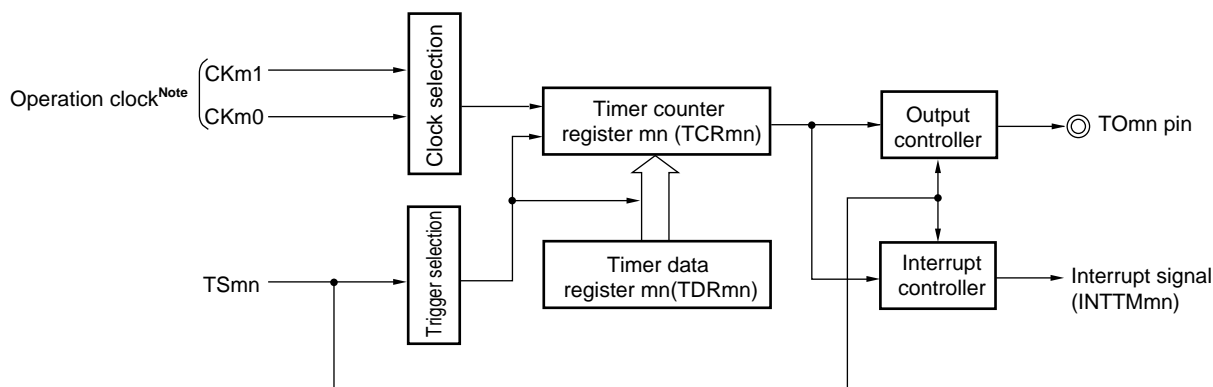 Operation clockNote
CKm1
CKm0
Clock selection
Timer counter
register mn (TCRmn)
Output
controller
TOmn pin
TSmn
Trigger selection
Timer data
register mn(TDRmn)
Interrupt
controller
Interrupt signal
(INTTMmn)